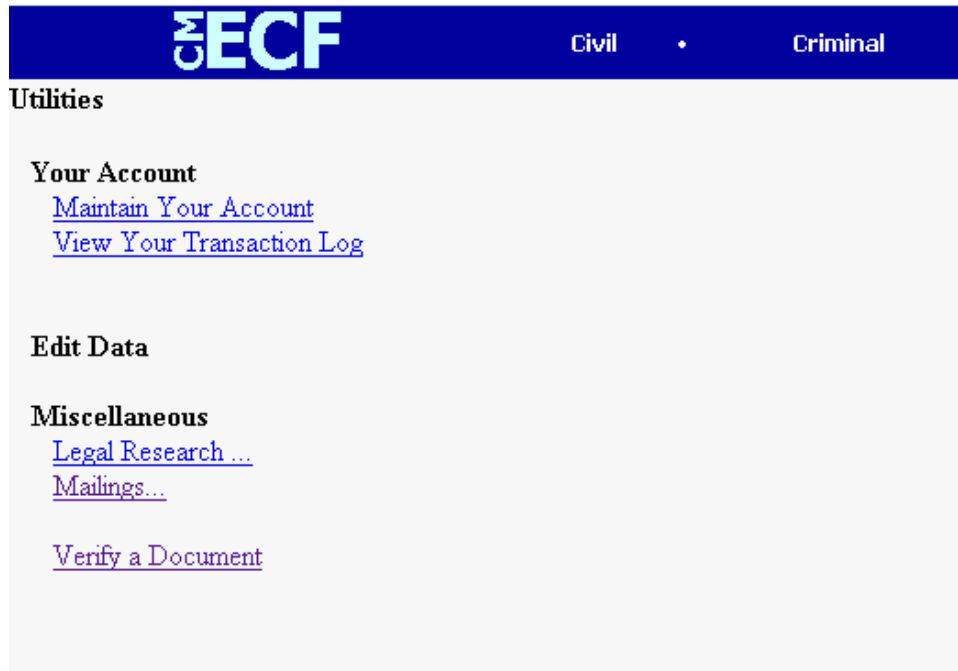 CM ECF Civil • Criminal
Utilities
Your Account
Maintain Your Account
View Your Transaction Log
Edit Data
Miscellaneous
Legal Research ...
Mailings...
Verify a Document